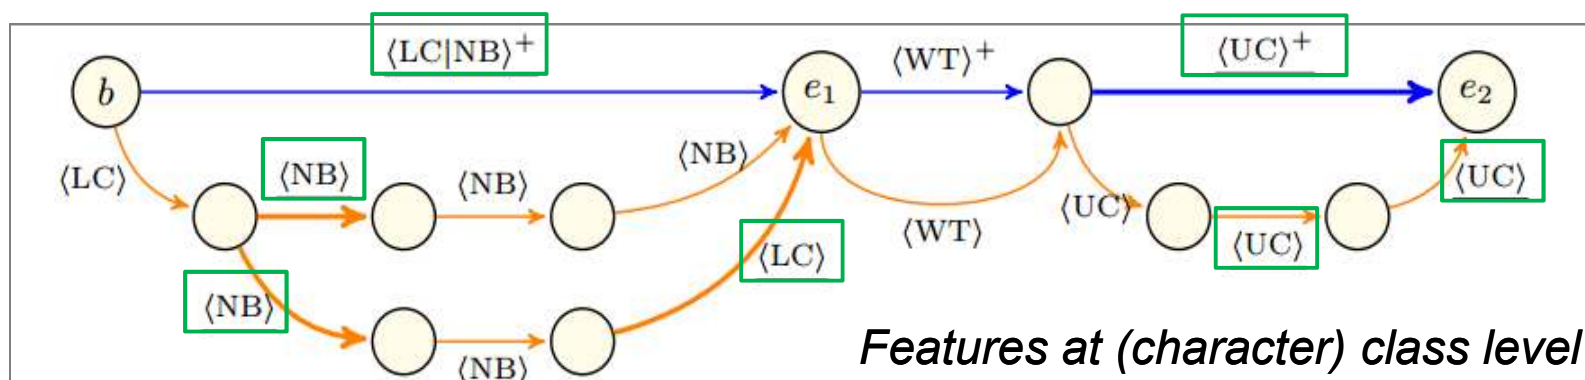 ⟨LC|NB⟩+
⟨WT⟩+
⟨UC⟩+
b
e1
e2
⟨LC⟩
⟨NB⟩
⟨NB⟩
⟨NB⟩
⟨UC⟩
⟨UC⟩
⟨WT⟩
⟨UC⟩
⟨LC⟩
⟨NB⟩
⟨NB⟩
Features at (character) class level